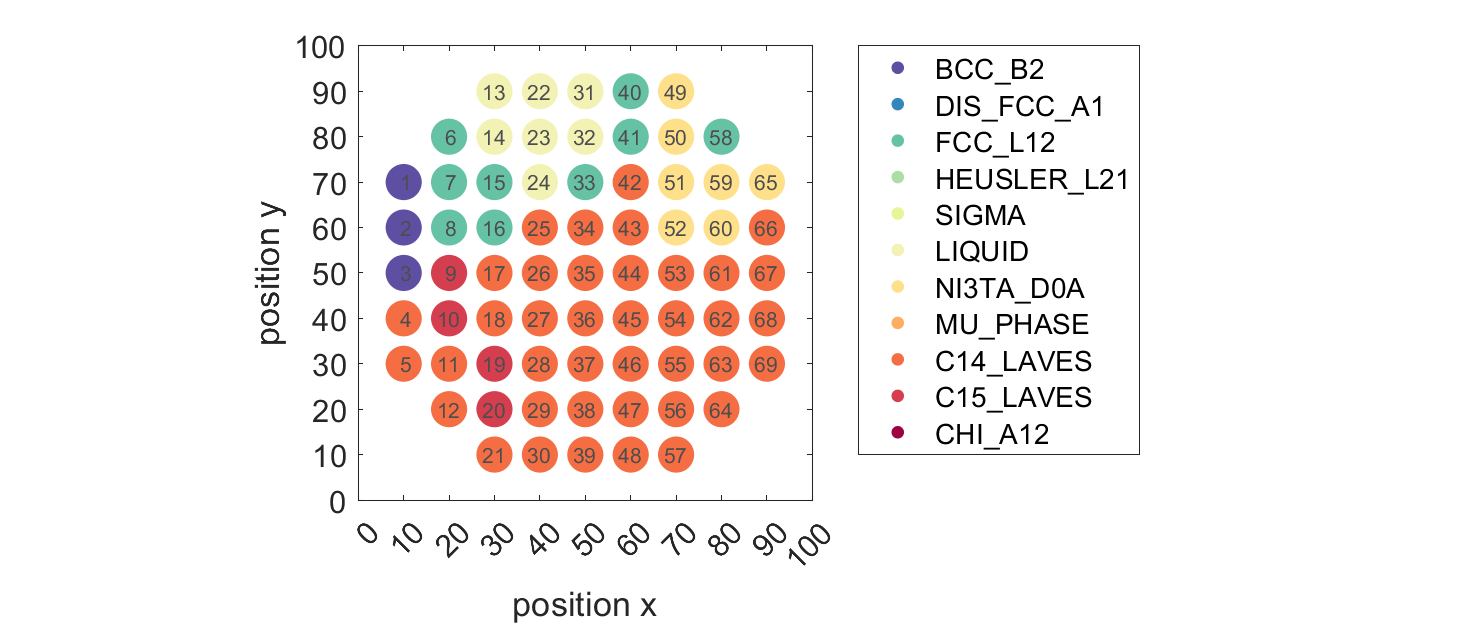 100
90
80
70
60
50
40
30
20
10
0
position y
13 22 31 40 49
6 14 23 32 41 50 58
1 7 15 24 33 42 51 59 65
2 8 16 25 34 43 52 60 66
3 9 17 26 35 44 53 61 67
4 10 18 27 36 45 54 62 68
5 11 19 28 37 46 55 63 69
12 20 29 38 47 56 64
21 30 39 48 57
0 10 20 30 40 50 60 70 80 90 100
position x
BCC_B2
DIS_FCC_A1
FCC_L12
HEUSLER_L21
SIGMA
LIQUID
NI3TA_D0A
MU_PHASE
C14_LAVES
C15_LAVES
CHI_A12